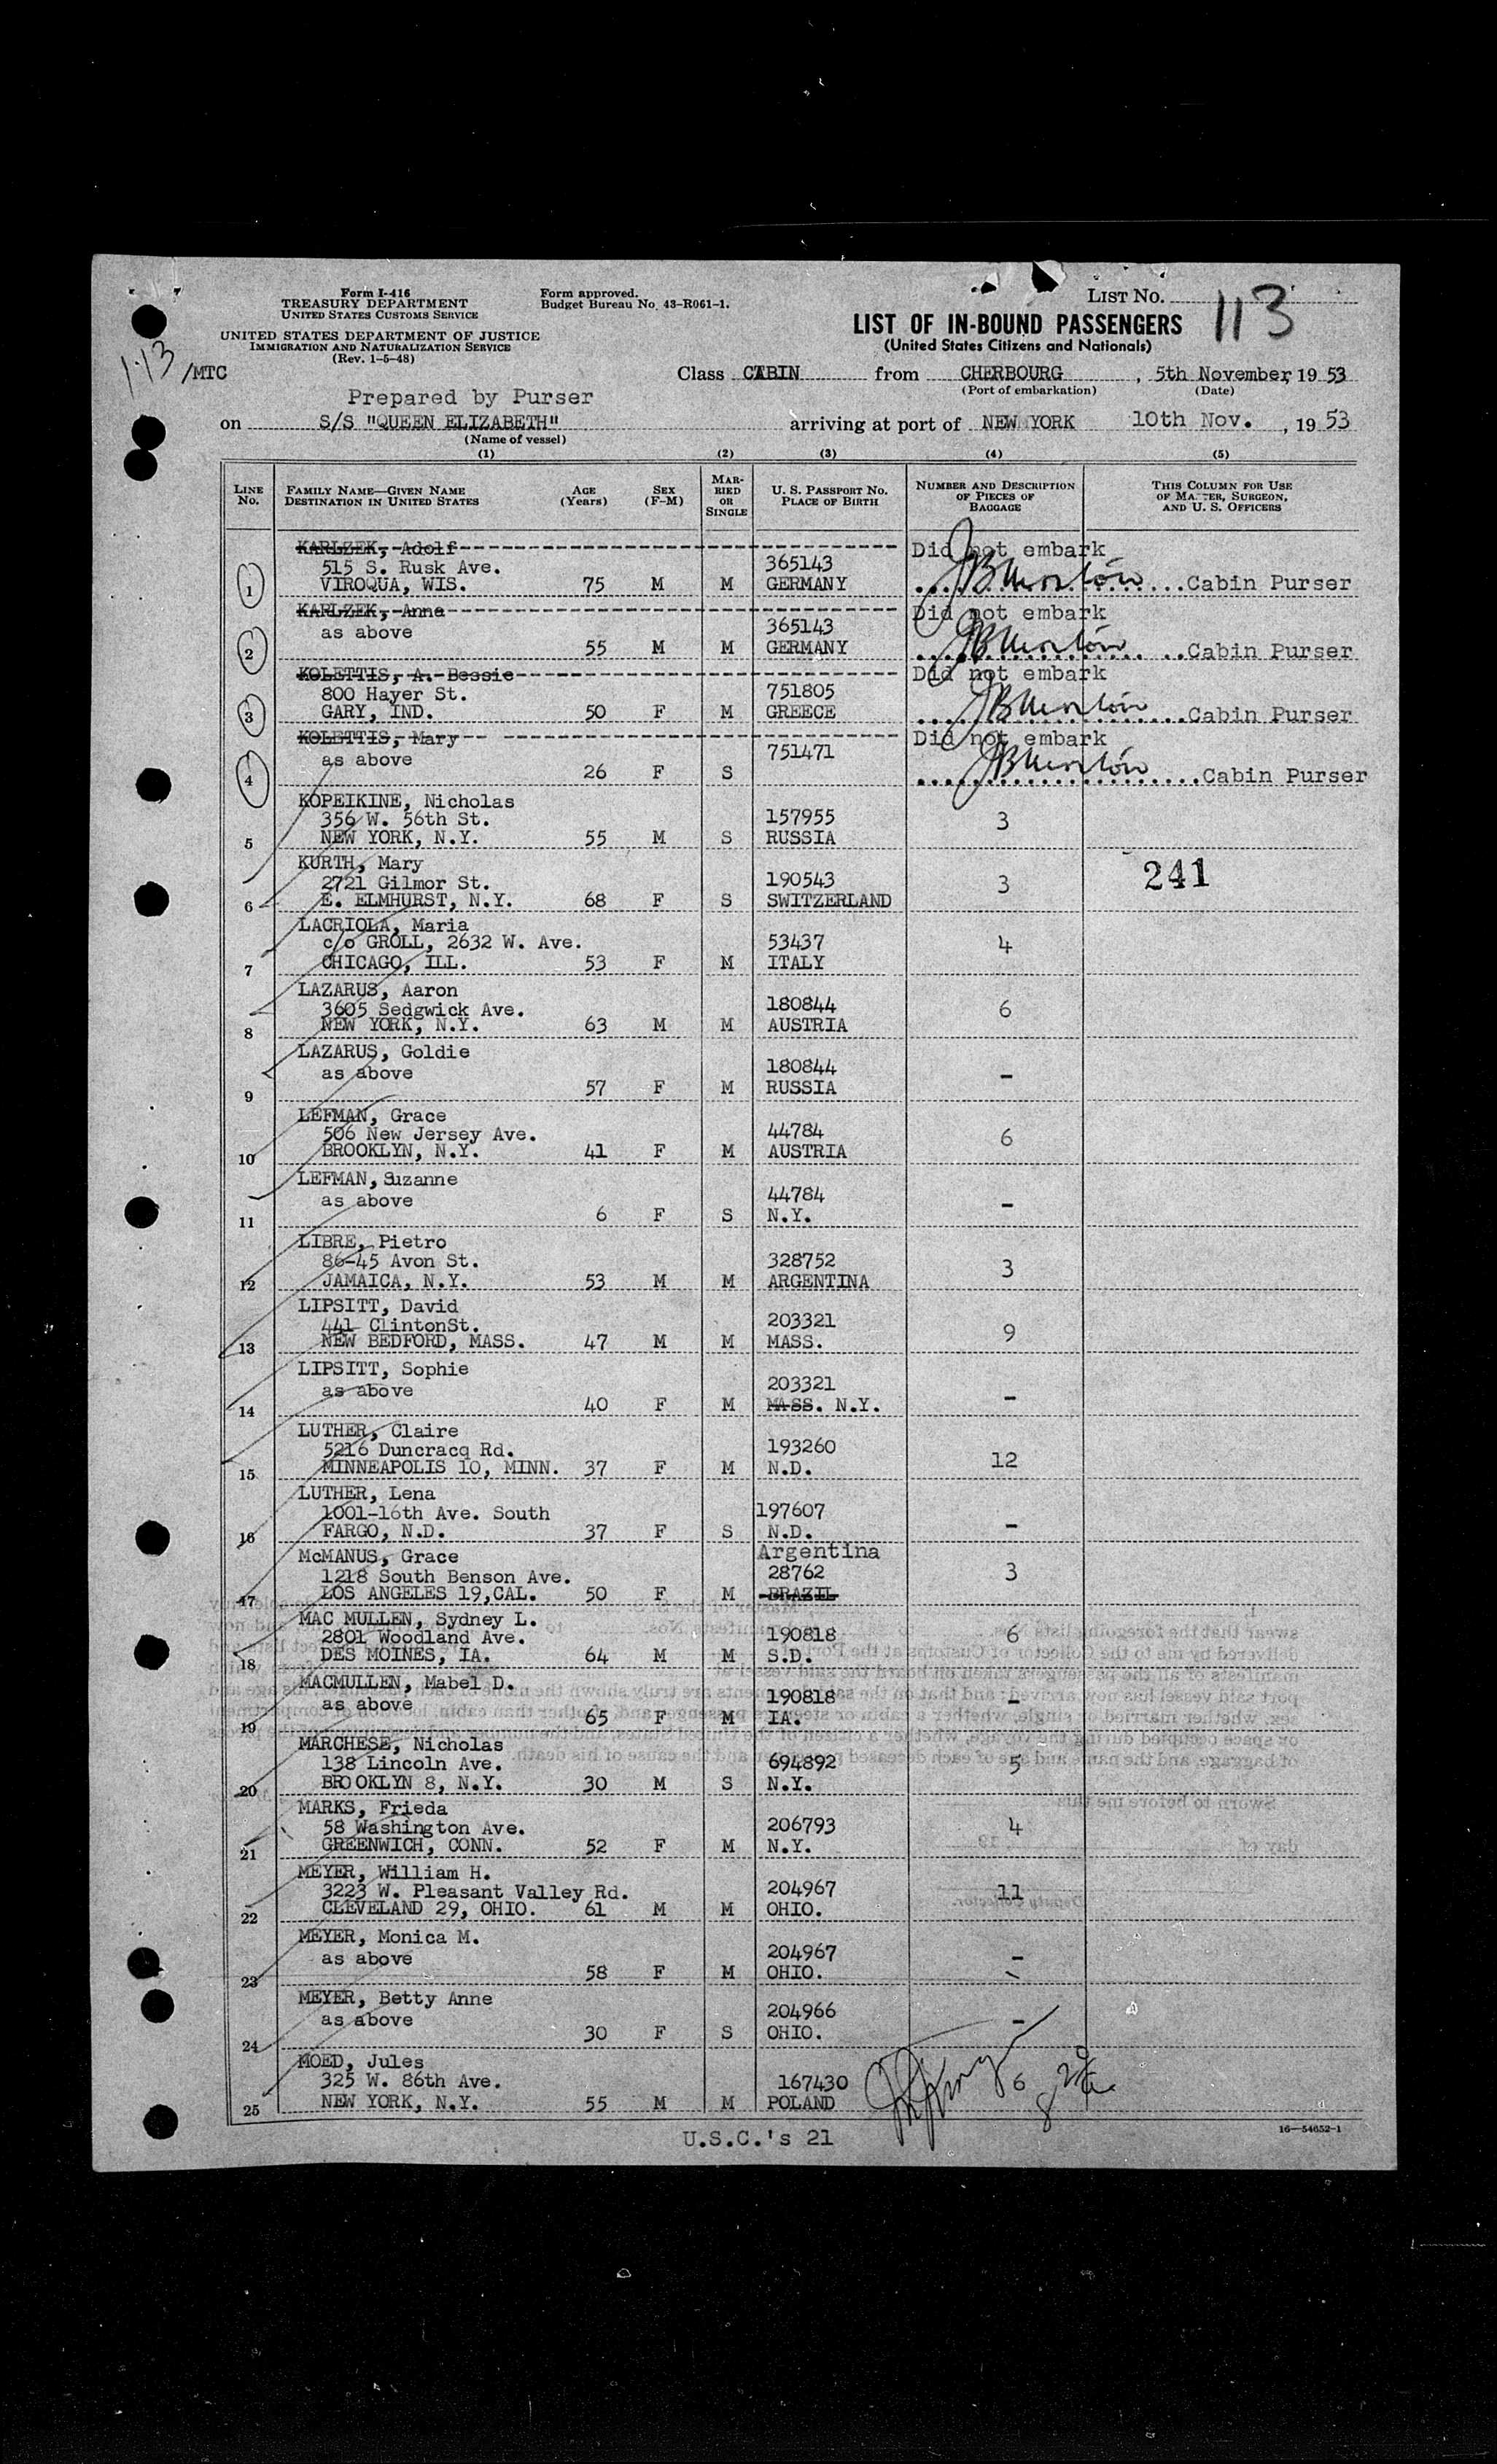 Form I-416
TREASURY DEPARTMENT
UNITED STATES CUSTOMS SERVICE
UNITED STATES DEPARTMENT OF JUSTICE
IMMIGRATION AND NATURALIZATION SERVICE
(Rev. 1-5-48)
Form approved.
Budget Bureau No. 43-R061-1.
LIST No. 113
LIST OF IN-BOUND PASSENGERS
(United States Citizens and Nationals)
113/MTC
Class CABIN from CHERBOURG, 5th November, 1953
(Port of embarkation) (Date)
Prepared by Purser
on S/S "QUEEN ELIZABETH" arriving at port of NEW YORK 10th Nov., 1953
(Name of vessel)
(1) (2) (3) (4) (5)
LINE No. FAMILY NAME—GIVEN NAME DESTINATION IN UNITED STATES AGE (Years) SEX (F-M) MARRIED OR SINGLE U. S. PASSPORT No. PLACE OF BIRTH NUMBER AND DESCRIPTION OF PIECES OF BAGGAGE THIS COLUMN FOR USE OF MASTER, SURGEON, AND U. S. OFFICERS
KARLZEK, Adolf Did not embark
515 S. Rusk Ave. 365143
1 VIROQUA, WIS. 75 M M GERMANY Cabin Purser
KARLZEK, Anna Did not embark
as above 365143
2 55 M M GERMANY Cabin Purser
KOLETTIS, A. Bessie Did not embark
800 Hayer St. 751805
3 GARY, IND. 50 F M GREECE Cabin Purser
KOLETTIS, Mary Did not embark
as above 751471
4 26 F S Cabin Purser
KOPEIKINE, Nicholas
356 W. 56th St. 157955 3
5 NEW YORK, N.Y. 55 M S RUSSIA
KURTH, Mary 241
2721 Gilmor St. 190543 3
6 E. ELMHURST, N.Y. 68 F S SWITZERLAND
LACRIOLA, Maria
c/o GROLL, 2632 W. Ave. 53437 4
7 CHICAGO, ILL. 53 F M ITALY
LAZARUS, Aaron
3605 Sedgwick Ave. 180844 6
8 NEW YORK, N.Y. 63 M M AUSTRIA
LAZARUS, Goldie
as above 180844 -
9 57 F M RUSSIA
LEFMAN, Grace
506 New Jersey Ave. 44784 6
10 BROOKLYN, N.Y. 41 F M AUSTRIA
LEFMAN, Suzanne
as above 44784 -
11 6 F S N.Y.
LIBRE, Pietro
86-45 Avon St. 328752 3
12 JAMAICA, N.Y. 53 M M ARGENTINA
LIPSITT, David
441 ClintonSt. 203321 9
13 NEW BEDFORD, MASS. 47 M M MASS.
LIPSITT, Sophie
as above 203321 -
14 40 F M MASS. N.Y.
LUTHER, Claire
5216 Duncracq Rd. 193260 12
15 MINNEAPOLIS 10, MINN. 37 F M N.D.
LUTHER, Lena
1001-16th Ave. South 197607 -
16 FARGO, N.D. 37 F S N.D.
McMANUS, Grace Argentina
1218 South Benson Ave. 28762 3
17 LOS ANGELES 19,CAL. 50 F M BRAZIL
MAC MULLEN, Sydney L.
2801 Woodland Ave. 190818 6
18 DES MOINES, IA. 64 M M S.D.
MACMULLEN, Mabel D.
as above 190818 -
19 65 F M IA.
MARCHESE, Nicholas
138 Lincoln Ave. 694892 5
20 BROOKLYN 8, N.Y. 30 M S N.Y.
MARKS, Frieda
58 Washington Ave. 206793 4
21 GREENWICH, CONN. 52 F M N.Y.
MEYER, William H.
3223 W. Pleasant Valley Rd. 204967 11
22 CLEVELAND 29, OHIO. 61 M M OHIO.
MEYER, Monica M.
as above 204967 -
23 58 F M OHIO.
MEYER, Betty Anne
as above 204966 -
24 30 F S OHIO.
MOED, Jules
325 W. 86th Ave. 167430 6
25 NEW YORK, N.Y. 55 M M POLAND
U.S.C.'s 21
16—54652-1